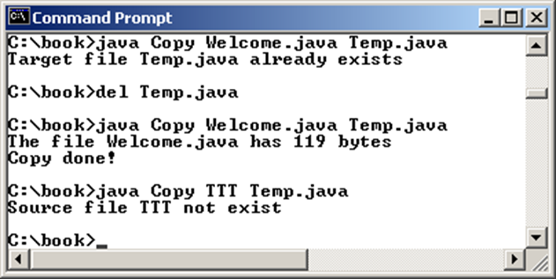 Command Prompt
C:\book>java Copy Welcome.java Temp.java
Target file Temp.java already exists
C:\book>del Temp.java
C:\book>java Copy Welcome.java Temp.java
The file Welcome.java has 119 bytes
Copy done!
C:\book>java Copy TTT Temp.java
Source file TTT not exist
C:\book>_